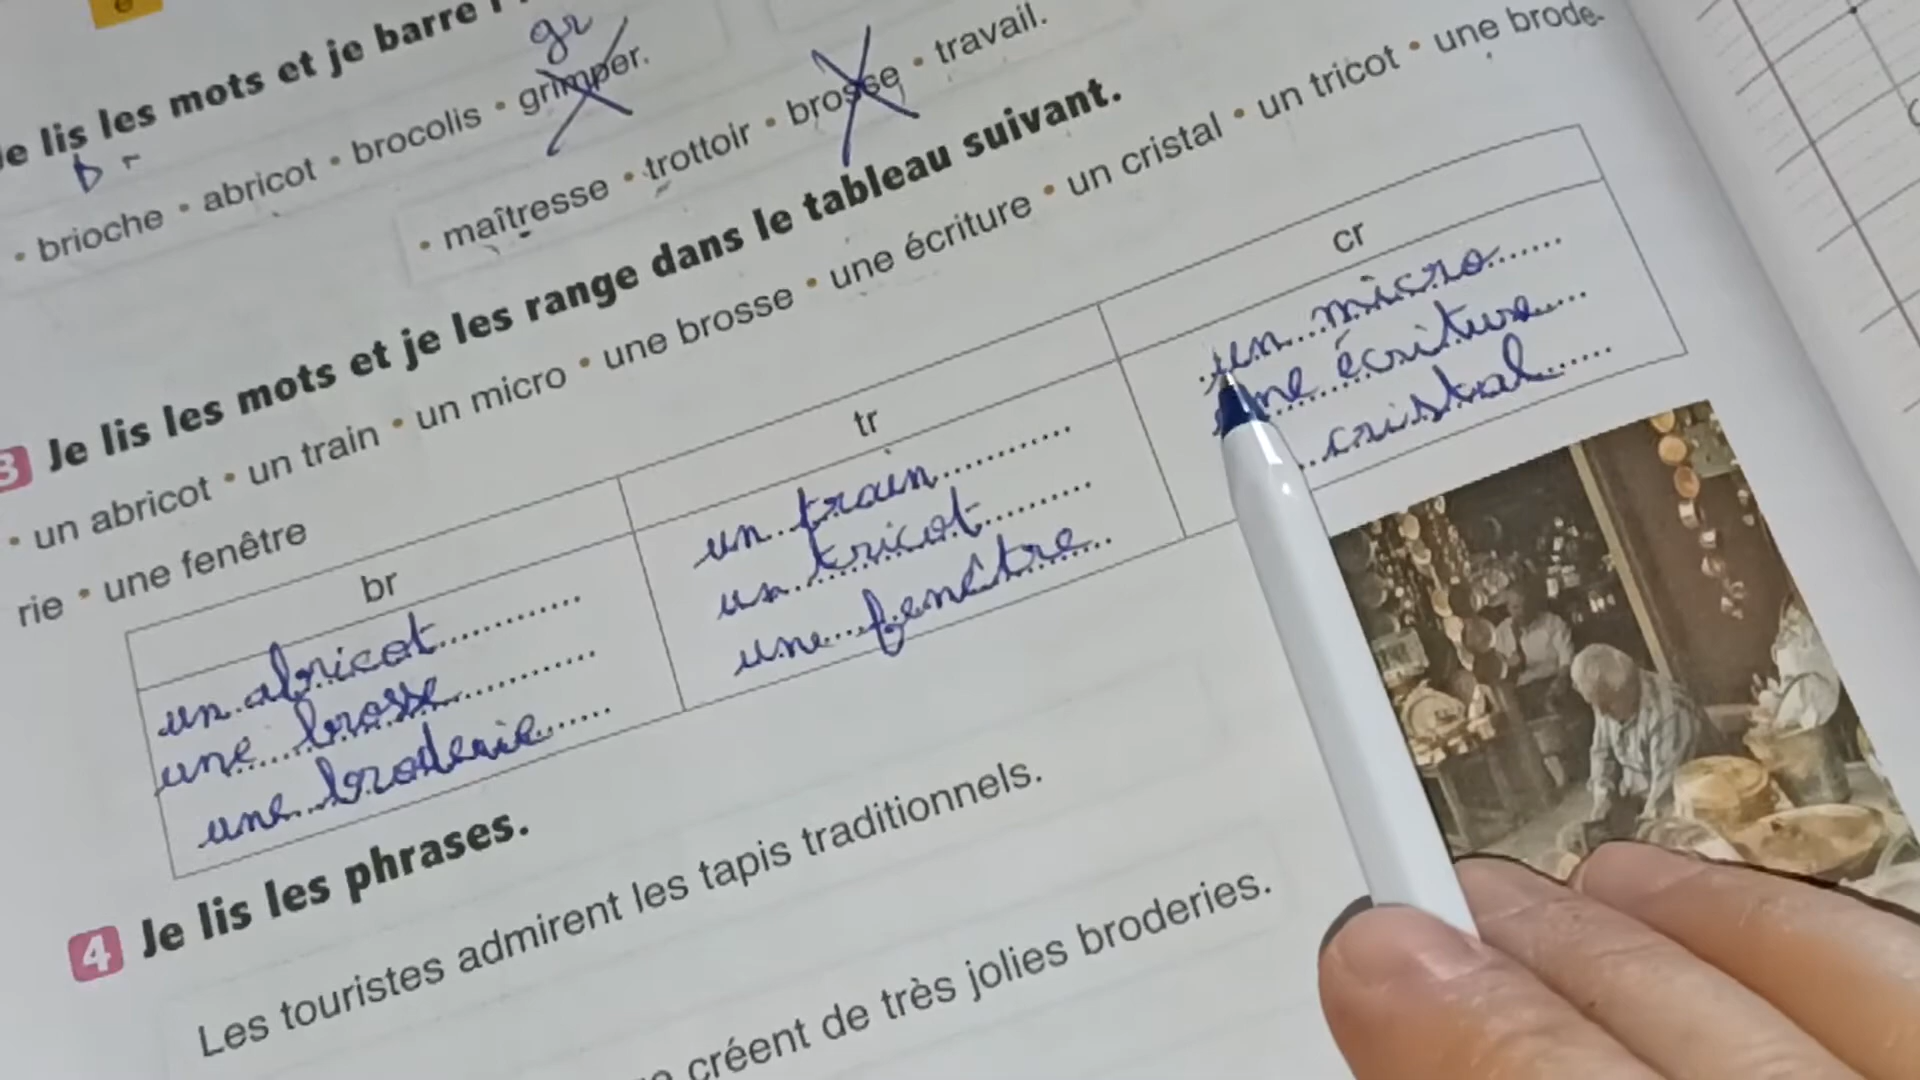 e
Je lis les mots et je barre l'
gr
b r
• brioche • abricot • brocolis • grimper.
• maîtresse • trottoir • brosse • travail.
3 Je lis les mots et je les range dans le tableau suivant.
• un abricot • un train • un micro • une brosse • une écriture • un cristal • un tricot • une brode-
rie • une fenêtre
br tr cr
un abricot un train un micro
une brosse un tricot une écriture
une broderie une fenêtre cristal
4 Je lis les phrases.
Les touristes admirent les tapis traditionnels.
créent de très jolies broderies.